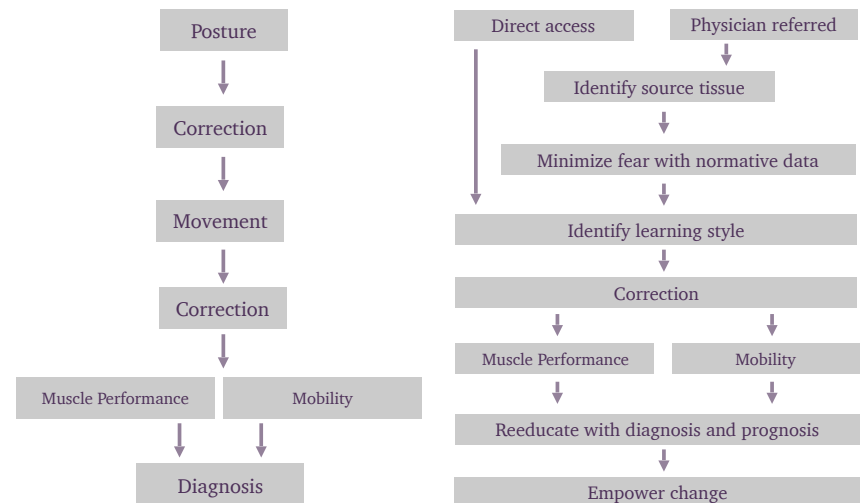 Posture
Correction
Movement
Correction
Muscle Performance
Mobility
Diagnosis
Direct access
Physician referred
Identify source tissue
Minimize fear with normative data
Identify learning style
Correction
Muscle Performance
Mobility
Reeducate with diagnosis and prognosis
Empower change